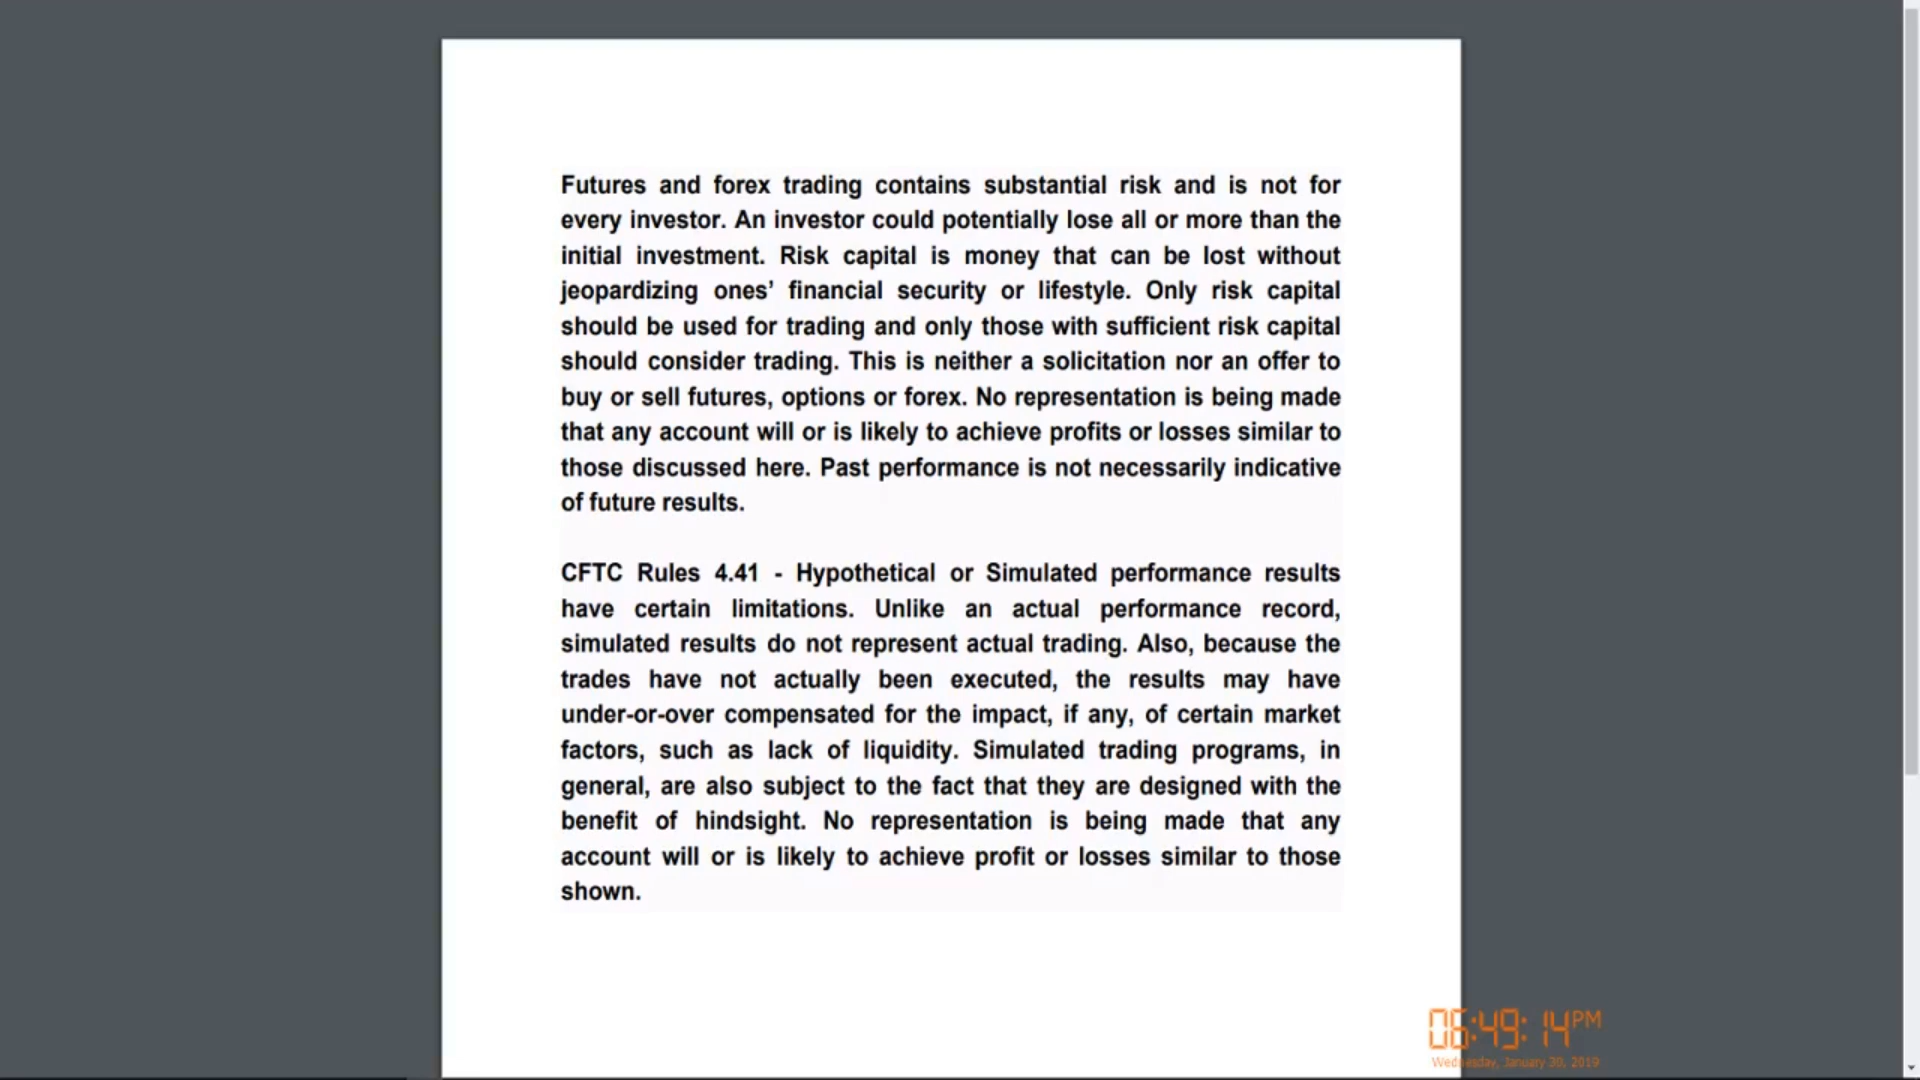 Futures and forex trading contains substantial risk and is not for
every investor. An investor could potentially lose all or more than the
initial investment. Risk capital is money that can be lost without
jeopardizing ones’ financial security or lifestyle. Only risk capital
should be used for trading and only those with sufficient risk capital
should consider trading. This is neither a solicitation nor an offer to
buy or sell futures, options or forex. No representation is being made
that any account will or is likely to achieve profits or losses similar to
those discussed here. Past performance is not necessarily indicative
of future results.
CFTC Rules 4.41 - Hypothetical or Simulated performance results
have certain limitations. Unlike an actual performance record,
simulated results do not represent actual trading. Also, because the
trades have not actually been executed, the results may have
under-or-over compensated for the impact, if any, of certain market
factors, such as lack of liquidity. Simulated trading programs, in
general, are also subject to the fact that they are designed with the
benefit of hindsight. No representation is being made that any
account will or is likely to achieve profit or losses similar to those
shown.
06:49:14PM
Wednesday, January 30, 2019